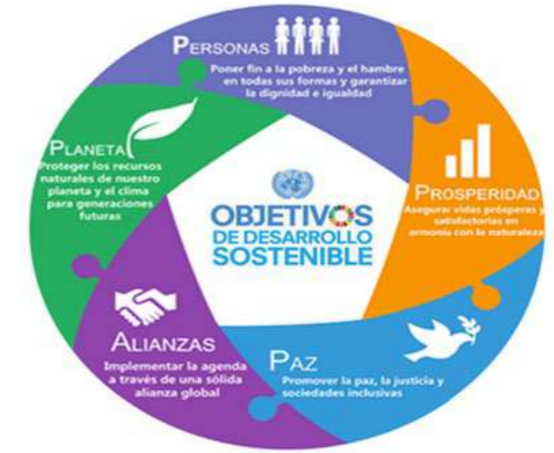 PERSONAS
Poner fin a la pobreza y el hambre
en todas sus formas y garantizar
la dignidad e igualdad
PROSPERIDAD
Asegurar vidas prósperas y
satisfactorias en
armonía con la naturaleza
PAZ
Promover la paz, la justicia y
sociedades inclusivas
ALIANZAS
Implementar la agenda
a través de una sólida
alianza global
PLANETA
Proteger los recursos
naturales de nuestro
planeta y el clima
para generaciones
futuras
OBJETIVOS
DE DESARROLLO
SOSTENIBLE